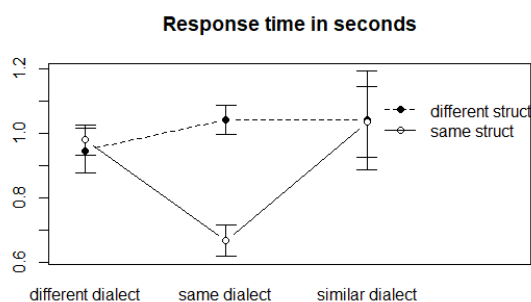 Response time in seconds
1.2
1.0
0.8
0.6
different struct
same struct
different dialect same dialect similar dialect